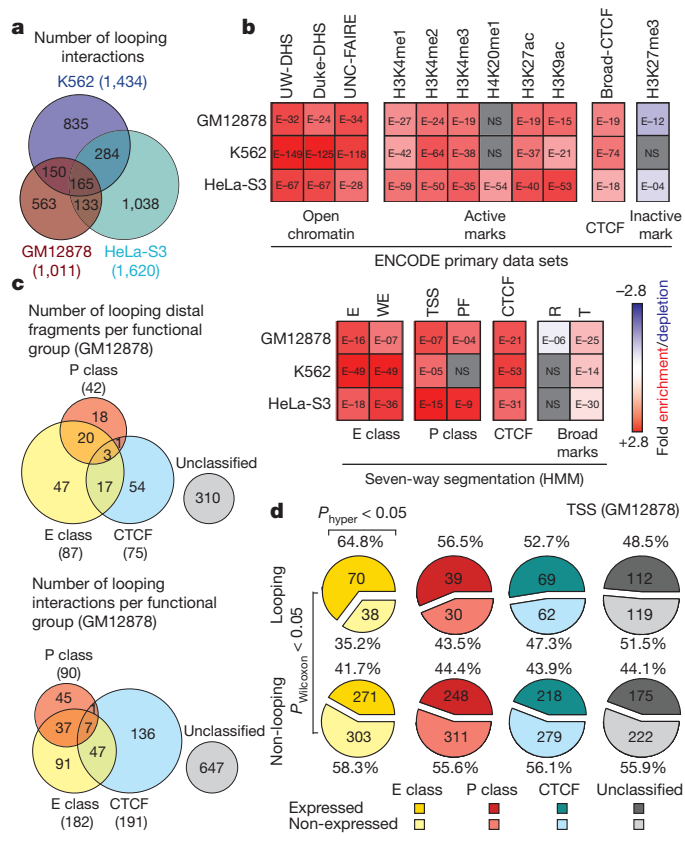 a
Number of looping
interactions
K562 (1,434)
835
284
150
165
563
133
1,038
GM12878
(1,011)
HeLa-S3
(1,620)
b
UW-DHS
Duke-DHS
UNC-FAIRE
H3K4me1
H3K4me2
H3K4me3
H4K20me1
H3K27ac
H3K9ac
Broad-CTCF
H3K27me3
GM12878
E–32 E–24 E–34 E–27 E–24 E–19 NS E–19 E–15 E–19 E–12
K562
E–149 E–125 E–118 E–42 E–64 E–38 NS E–37 E–21 E–74 NS
HeLa-S3
E–67 E–67 E–28 E–59 E–50 E–35 E–54 E–40 E–53 E–18 E–04
Open
chromatin
Active
marks
CTCF
Inactive
mark
ENCODE primary data sets
E
WE
TSS
PF
CTCF
R
T
GM12878
E–16 E–07 E–07 E–04 E–21 E–06 E–25
K562
E–49 E–49 E–05 NS E–53 NS E–14
HeLa-S3
E–18 E–36 E–15 E–9 E–31 NS E–30
E class
P class
CTCF
Broad
marks
Seven-way segmentation (HMM)
–2.8
+2.8
Fold enrichment/depletion
c
Number of looping distal
fragments per functional
group (GM12878)
P class
(42)
18
20
1
3
47
17
54
E class
(87)
CTCF
(75)
Unclassified
310
Number of looping
interactions per functional
group (GM12878)
P class
(90)
45
1
37
7
91
47
136
E class
(182)
CTCF
(191)
Unclassified
647
d
P hyper < 0.05
TSS (GM12878)
64.8% 56.5% 52.7% 48.5%
Looping
70 39 69 112
38 30 62 119
35.2% 43.5% 47.3% 51.5%
P Wilcoxon < 0.05
41.7% 44.4% 43.9% 44.1%
Non-looping
271 248 218 175
303 311 279 222
58.3% 55.6% 56.1% 55.9%
E class P class CTCF Unclassified
Expressed
Non-expressed